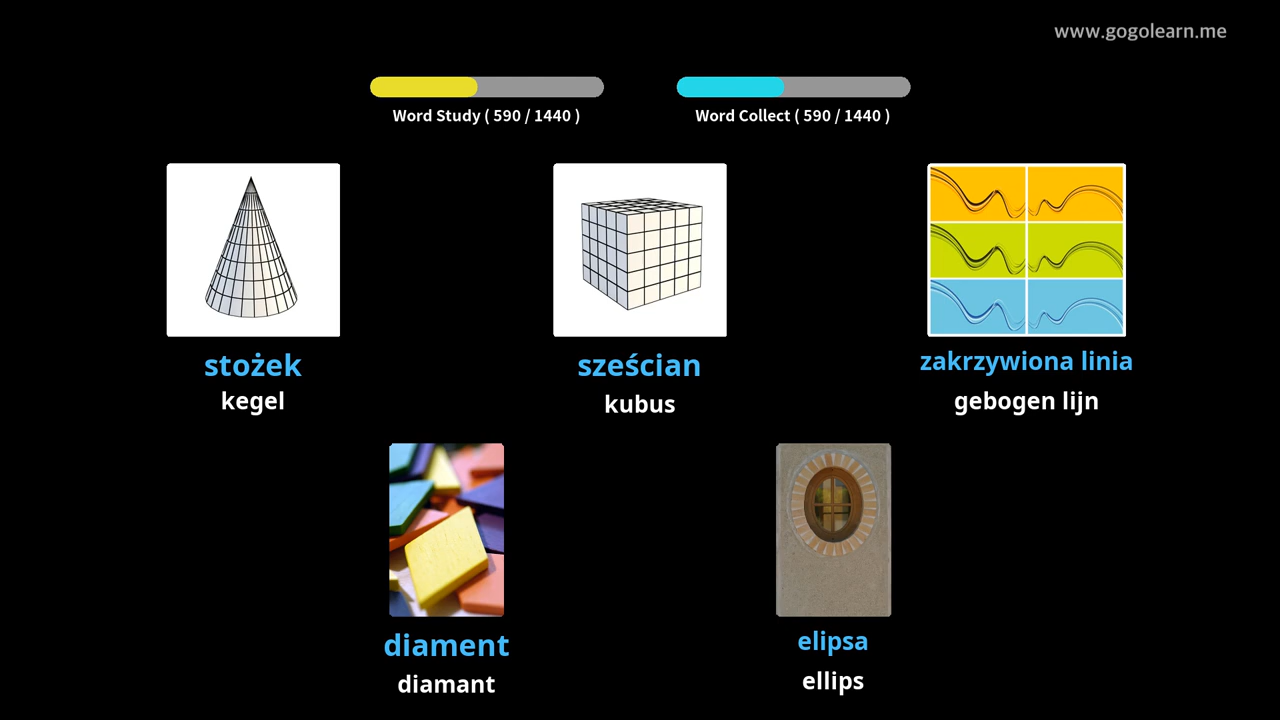 www.gogolearn.me
Word Study ( 590 / 1440 )
Word Collect ( 590 / 1440 )
stożek
kegel
sześcian
kubus
zakrzywiona linia
gebogen lijn
diament
diamant
elipsa
ellips